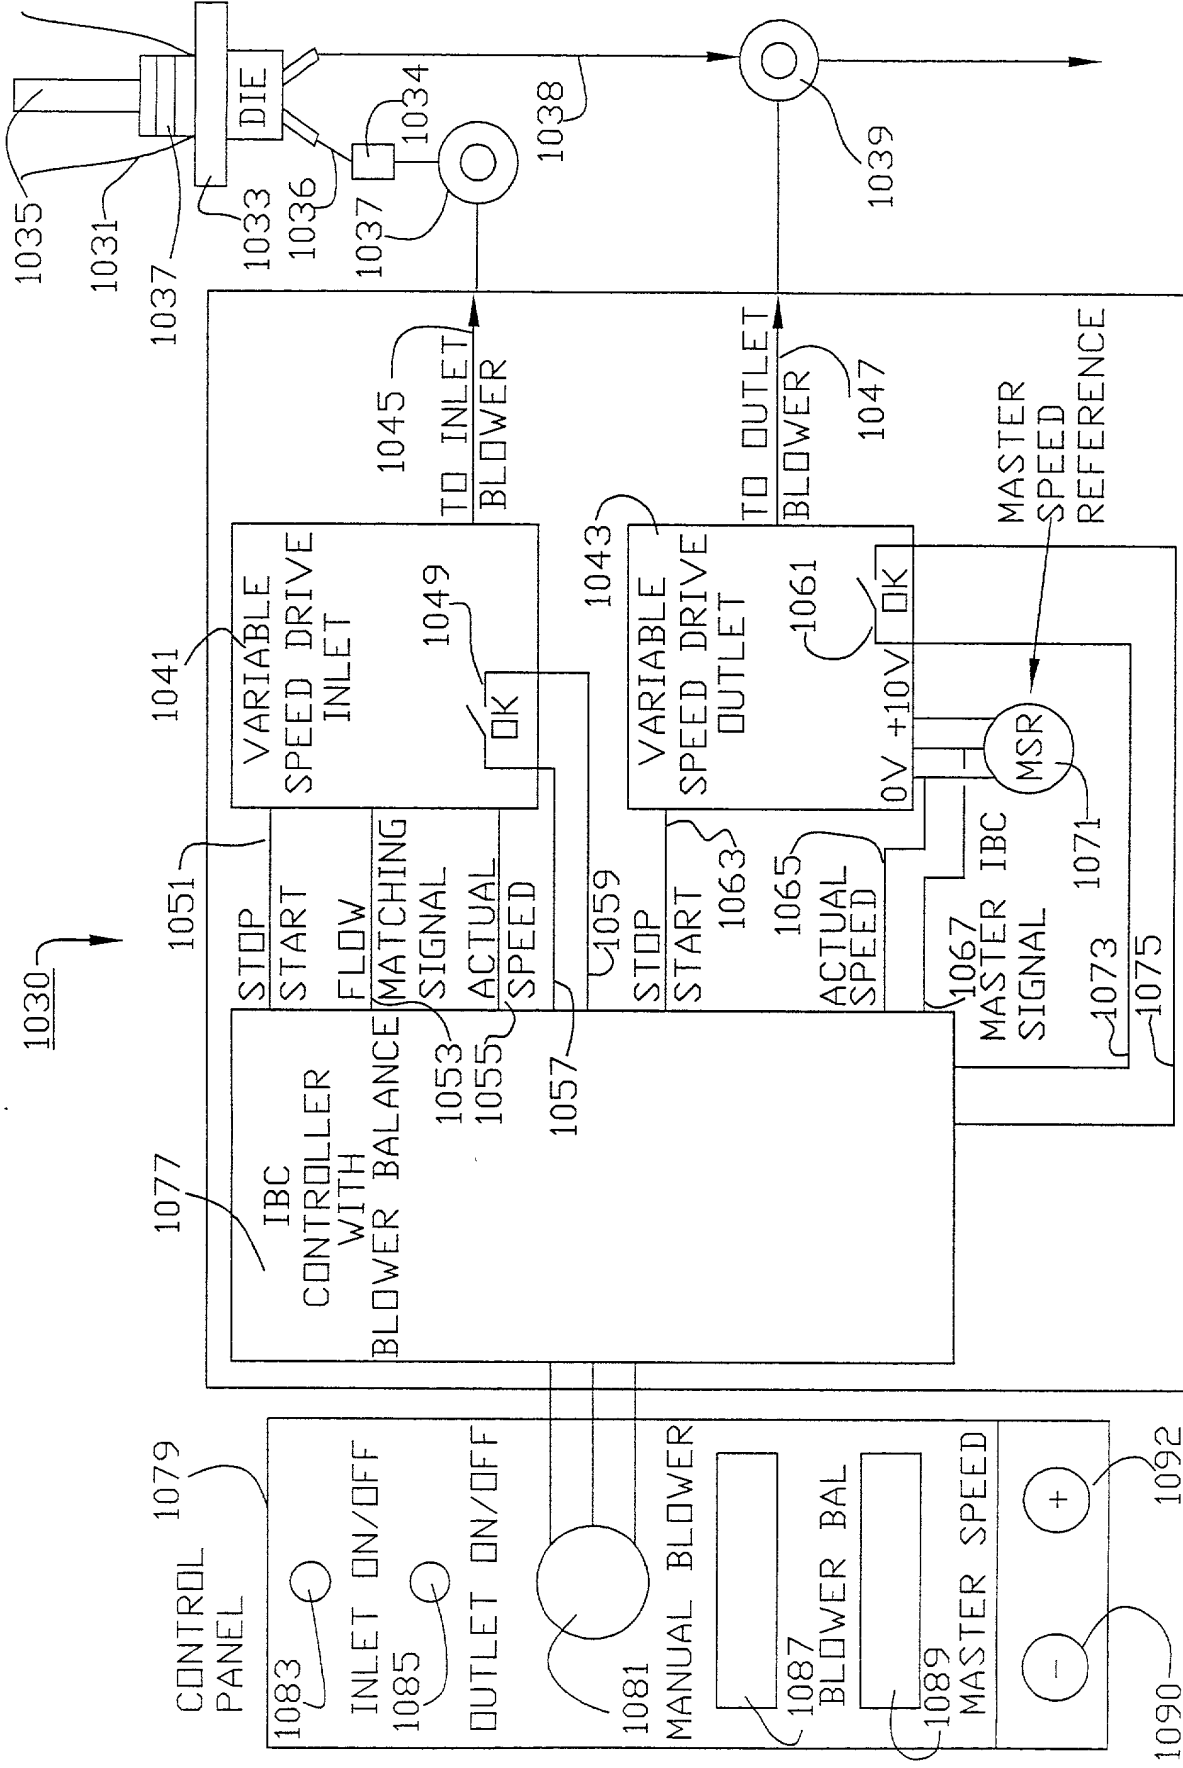 1030
CONTROL
PANEL
1079
1083
INLET ON/OFF
1085
OUTLET ON/OFF
1081
MANUAL BLOWER
1087
BLOWER BAL
1089
MASTER SPEED
-
+
1090
1092
1077
IBC
CONTROLLER
WITH
BLOWER BALANCE
1051
STOP
START
FLOW
MATCHING
SIGNAL
1053
ACTUAL
SPEED
1055
1057
1059
STOP
START
1063
1065
ACTUAL
SPEED
1067
MASTER IBC
SIGNAL
1073
1075
1041
VARIABLE
SPEED DRIVE
INLET
1049
OK
1043
VARIABLE
SPEED DRIVE
OUTLET
1061
OK
0V +10V
MSR
1071
MASTER
SPEED
REFERENCE
1045
TO INLET
BLOWER
TO OUTLET
BLOWER
1047
1035
1031
1037
1033
DIE
1036
1034
1037
1038
1039